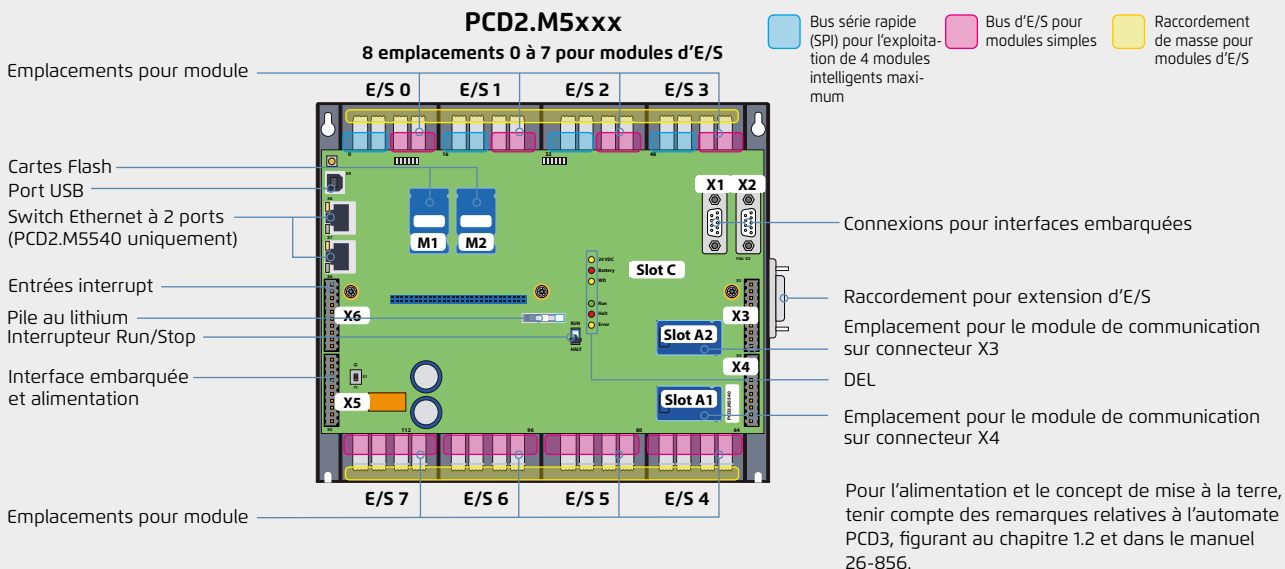 PCD2.M5xxx
8 emplacements 0 à 7 pour modules d'E/S
Bus série rapide
(SPI) pour l'exploita-
tion de 4 modules
intelligents maxi-
mum
Bus d'E/S pour
modules simples
Raccordement
de masse pour
modules d'E/S
Emplacements pour module
E/S 0
E/S 1
E/S 2
E/S 3
0
16
32
48
Cartes Flash
Port USB
Switch Ethernet à 2 ports
(PCD2.M5540 uniquement)
Entrées interrupt
Pile au lithium
Interrupteur Run/Stop
Interface embarquée
et alimentation
M1
M2
X1
X2
24 VDC
Battery
WD
Run
Halt
Error
Slot C
RUN
HALT
X6
X3
Slot A2
X4
X5
Slot A1
PCD2.M5540
Connexions pour interfaces embarquées
Raccordement pour extension d'E/S
Emplacement pour le module de communication
sur connecteur X3
DEL
Emplacement pour le module de communication
sur connecteur X4
112
96
80
64
E/S 7
E/S 6
E/S 5
E/S 4
Emplacements pour module
Pour l'alimentation et le concept de mise à la terre,
tenir compte des remarques relatives à l'automate
PCD3, figurant au chapitre 1.2 et dans le manuel
26-856.